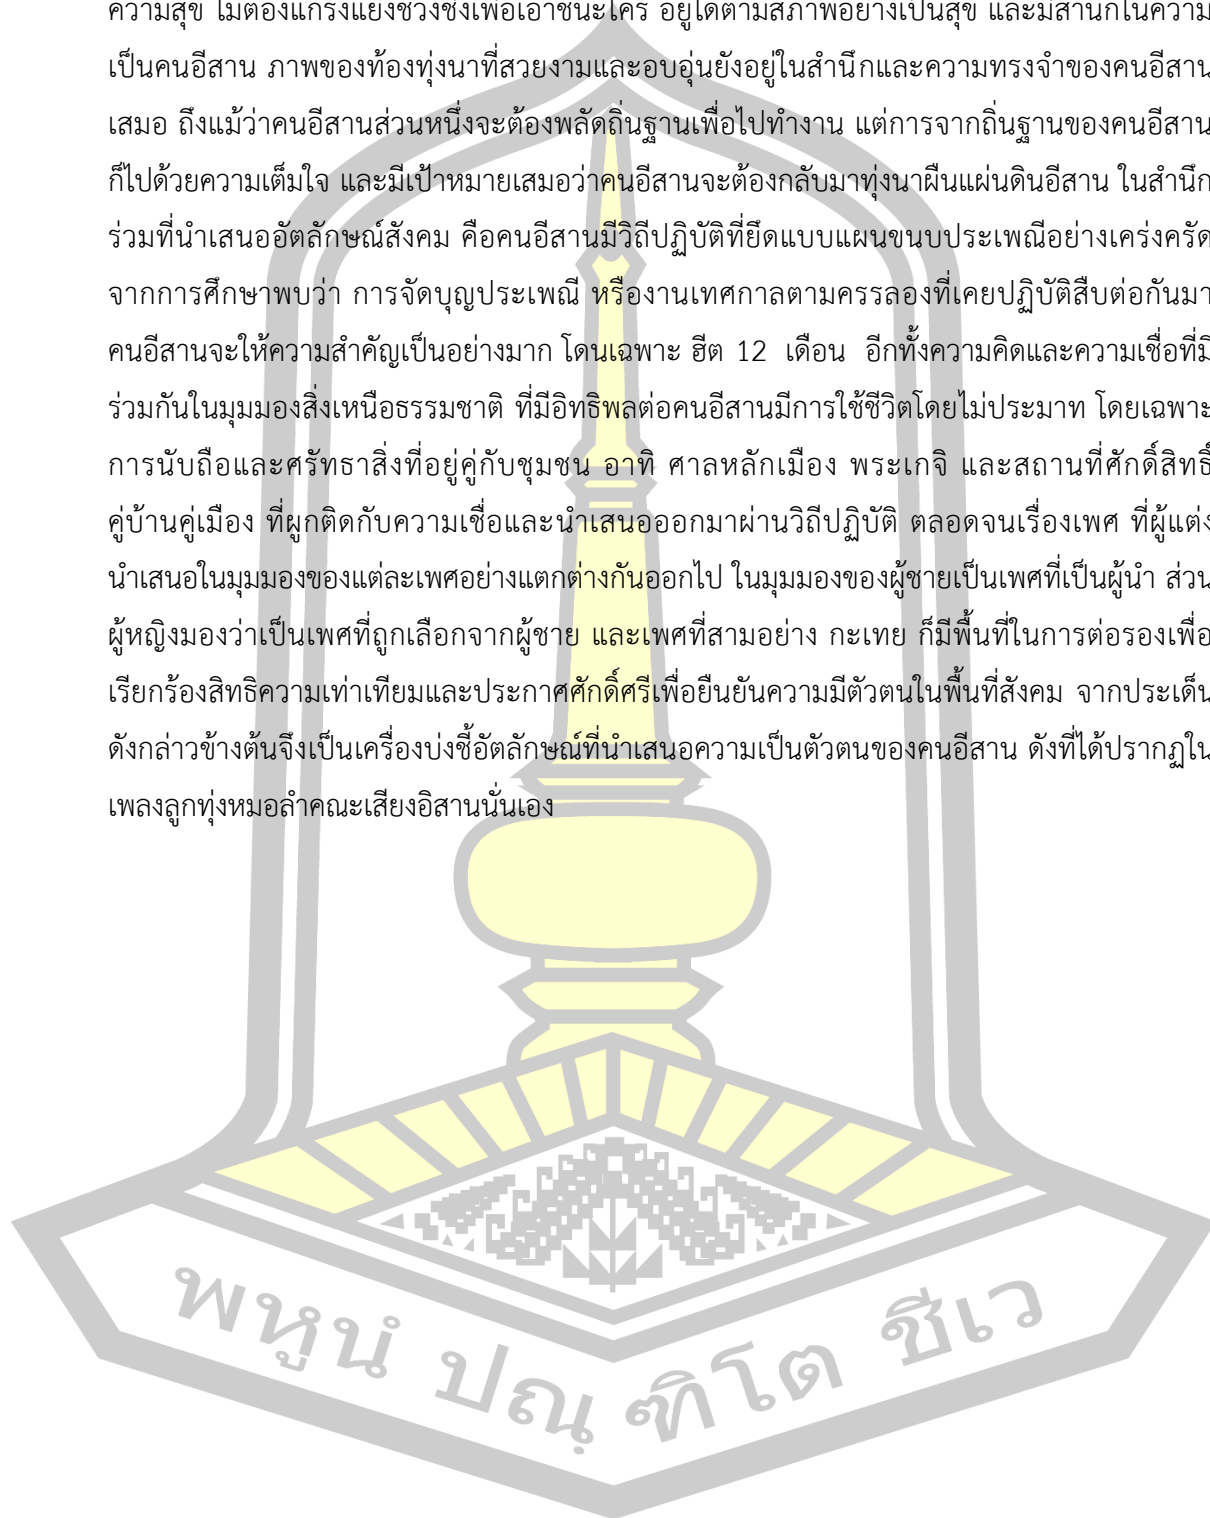 ความสุข ไม่ต้องแก่งแย่งชิงชังเพื่อเอาชนะใคร อยู่ได้ตามสภาพอย่างเป็นสุข และมีสำนึกในความ
เป็นคนอีสาน ภาพของท้องทุ่งนาที่สวยงามและอบอุ่นยังอยู่ในสำนึกและความทรงจำของคนอีสาน
เสมอ ถึงแม้ว่าคนอีสานส่วนหนึ่งจะต้องพลัดถิ่นฐานเพื่อไปทำงาน แต่การจากถิ่นฐานของคนอีสาน
ก็ไปด้วยความเต็มใจ และมีเป้าหมายเสมอว่าคนอีสานจะต้องกลับมาทุ่งนาผืนแผ่นดินอีสาน ในสำนึก
ร่วมที่นำเสนออัตลักษณ์สังคม คือคนอีสานมีวิถีปฏิบัติที่ยึดแบบแผนขนบประเพณีอย่างเคร่งครัด
จากการศึกษาพบว่า การจัดบุญประเพณี หรืองานเทศกาลตามครรลองที่เคยปฏิบัติสืบต่อกันมา
คนอีสานจะให้ความสำคัญเป็นอย่างมาก โดนเฉพาะ ฮีต 12 เดือน อีกทั้งความคิดและความเชื่อที่มี
ร่วมกันในมุมมองสิ่งเหนือธรรมชาติ ที่มีอิทธิพลต่อคนอีสานมีการใช้ชีวิตโดยไม่ประมาท โดยเฉพาะ
การนับถือและศรัทธาสิ่งที่อยู่คู่กับชุมชน อาทิ ศาลหลักเมือง พระเกจิ และสถานที่ศักดิ์สิทธิ์
คู่บ้านคู่เมือง ที่ผูกติดกับความเชื่อและนำเสนอออกมาผ่านวิถีปฏิบัติ ตลอดจนเรื่องเพศ ที่ผู้แต่ง
นำเสนอในมุมมองของแต่ละเพศอย่างแตกต่างกันออกไป ในมุมมองของผู้ชายเป็นเพศที่เป็นผู้นำ ส่วน
ผู้หญิงมองว่าเป็นเพศที่ถูกเลือกจากผู้ชาย และเพศที่สามอย่าง กะเทย ก็มีพื้นที่ในการต่อรองเพื่อ
เรียกร้องสิทธิความเท่าเทียมและประกาศศักดิ์ศรีเพื่อยืนยันความมีตัวตนในพื้นที่สังคม จากประเด็น
ดังกล่าวข้างต้นจึงเป็นเครื่องบ่งชี้อัตลักษณ์ที่นำเสนอความเป็นตัวตนของคนอีสาน ดังที่ได้ปรากฏใน
เพลงลูกทุ่งหมอลำคณะเสียงอิสานนั่นเอง
พหูนํ ปณฺฑิโต ชีเว